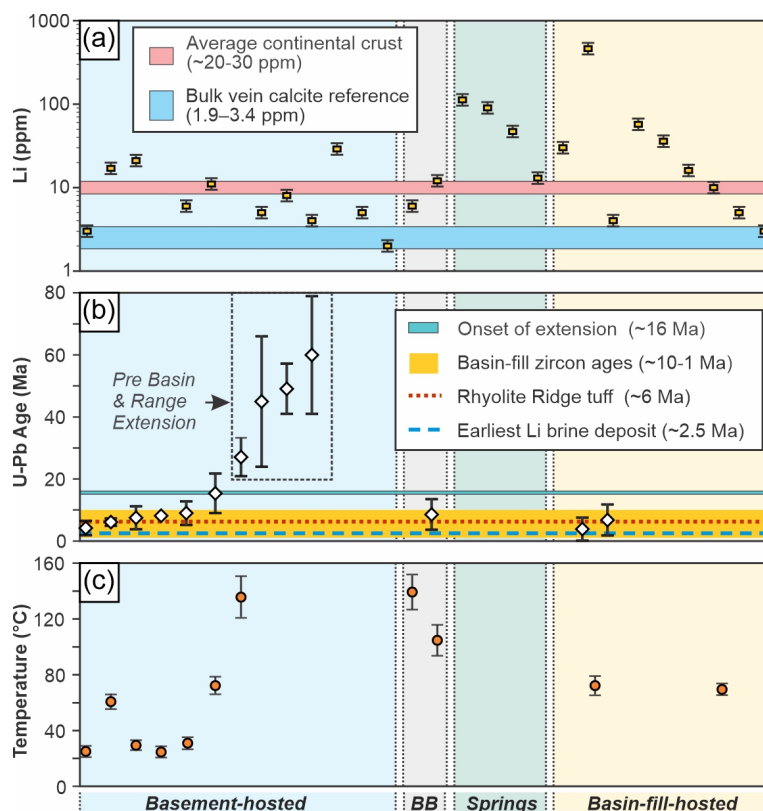 (a)
Average continental crust
(~20-30 ppm)
Bulk vein calcite reference
(1.9–3.4 ppm)
Li (ppm)
1000
100
10
1
(b)
Onset of extension (~16 Ma)
Basin-fill zircon ages (~10-1 Ma)
Rhyolite Ridge tuff (~6 Ma)
Earliest Li brine deposit (~2.5 Ma)
Pre Basin
& Range
Extension
U-Pb Age (Ma)
80
60
40
20
0
(c)
Temperature (°C)
160
120
80
40
0
Basement-hosted
BB
Springs
Basin-fill-hosted